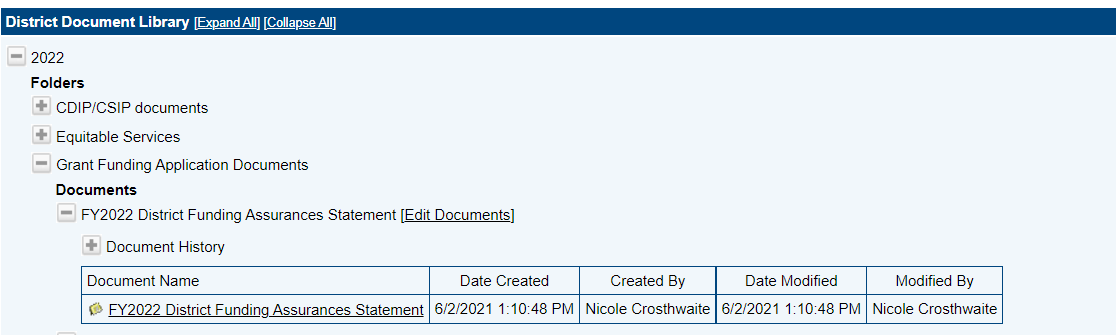 District Document Library [Expand All] [Collapse All]
2022
Folders
CDIP/CSIP documents
Equitable Services
Grant Funding Application Documents
Documents
FY2022 District Funding Assurances Statement [Edit Documents]
Document History
Document Name Date Created Created By Date Modified Modified By
FY2022 District Funding Assurances Statement 6/2/2021 1:10:48 PM Nicole Crosthwaite 6/2/2021 1:10:48 PM Nicole Crosthwaite